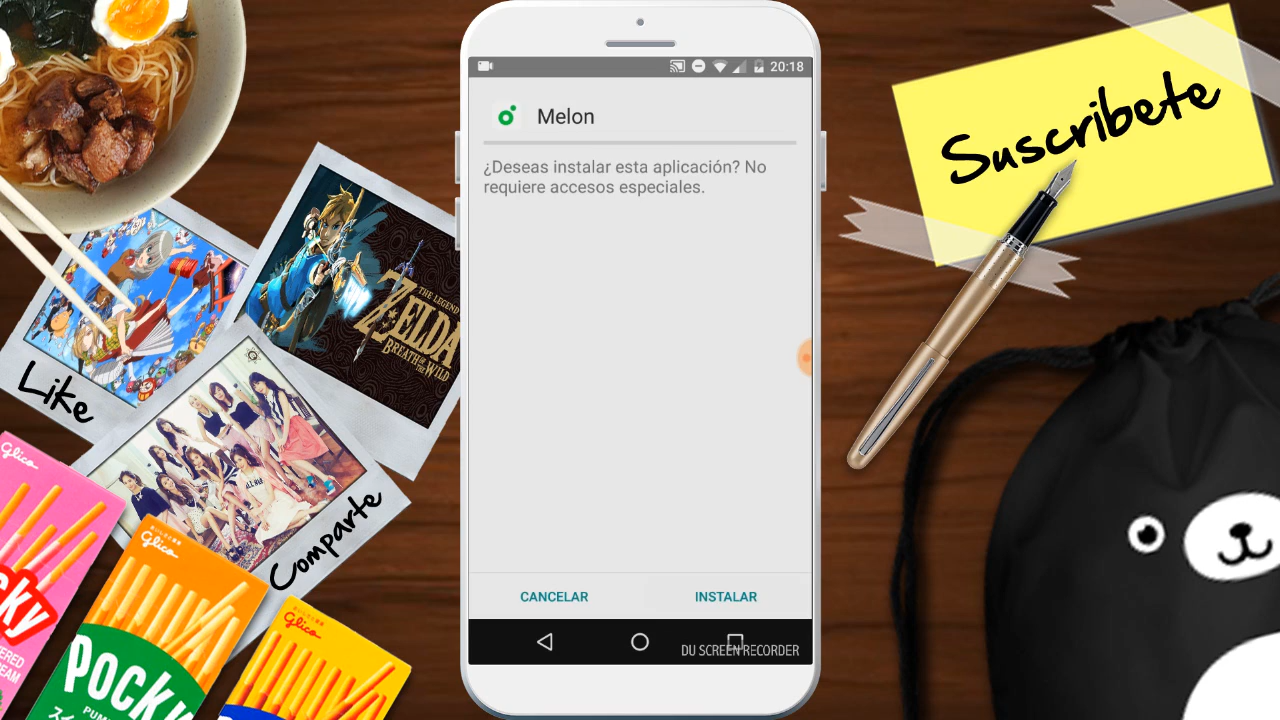 20:18
Melon
¿Deseas instalar esta aplicación? No
requiere accesos especiales.
CANCELAR
INSTALAR
DU SCREEN RECORDER
Suscribete
THE LEGEND
ZELDA
BREATH OF
THE WILD
Like
Comparte
Glico
Glico
POCKY
Glico